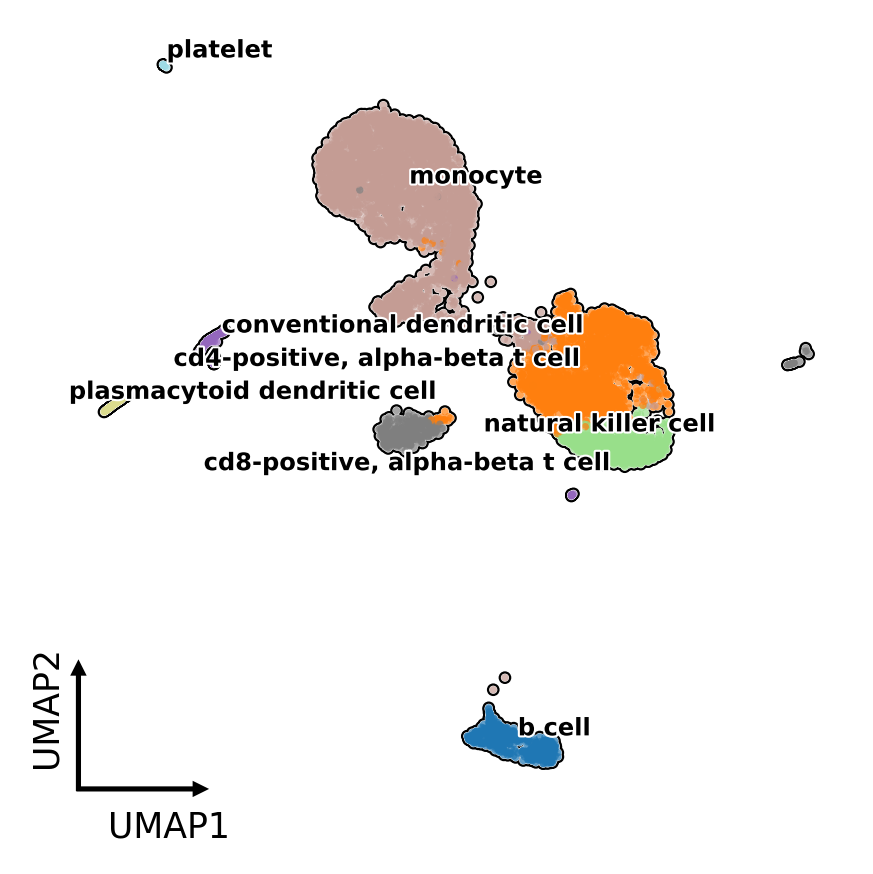 platelet
monocyte
conventional dendritic cell
cd4-positive, alpha-beta t cell
plasmacytoid dendritic cell
natural killer cell
cd8-positive, alpha-beta t cell
b cell
UMAP2
UMAP1